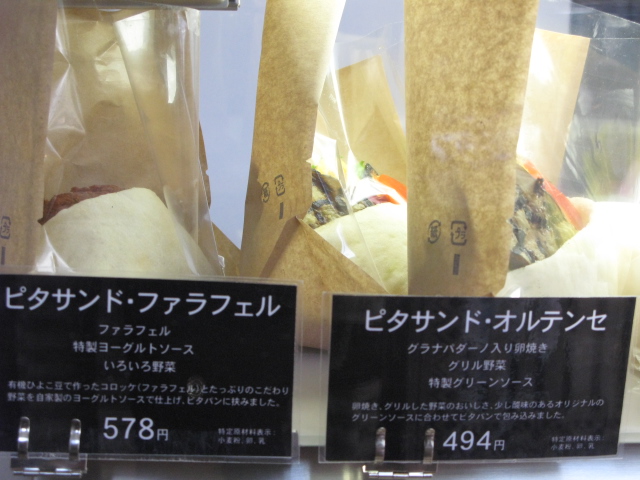 ピタサンド・ファラフェル
ファラフェル
特製ヨーグルトソース
いろいろ野菜
有機ひよこ豆で作ったコロッケ(ファラフェル)とたっぷりのこだわり
野菜を自家製のヨーグルトソースで仕上げ、ピタパンに挟みました。
578円
特定原材料表示:
小麦粉、卵、乳
ピタサンド・オルテンセ
グラナパダーノ入り卵焼き
グリル野菜
特製グリーンソース
卵焼き、グリルした野菜のおいしさ、少し酸味のあるオリジナルの
グリーンソースに合わせてピタパンで包み込みました。
494円
特定原材料表示:
小麦粉、卵、乳